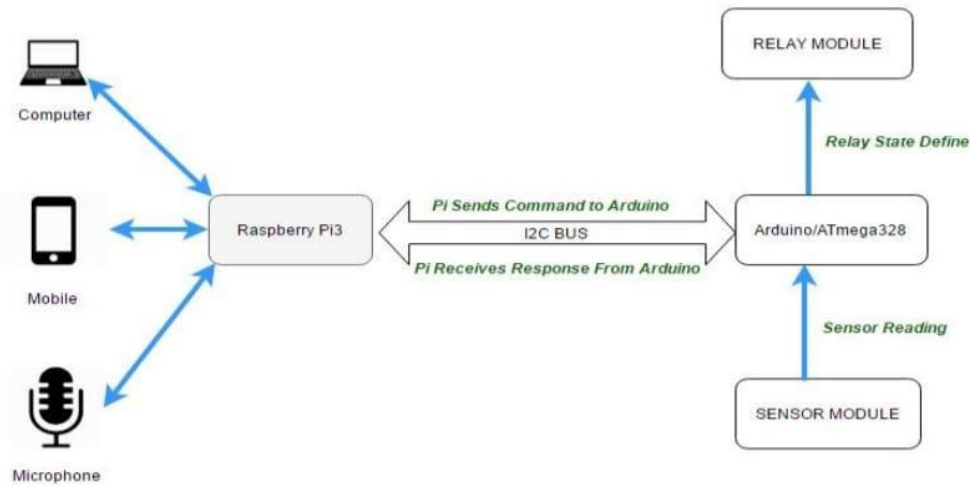 Computer
Mobile
Microphone
Raspberry Pi3
Pi Sends Command to Arduino
I2C BUS
Pi Receives Response From Arduino
RELAY MODULE
Relay State Define
Arduino/ATmega328
Sensor Reading
SENSOR MODULE